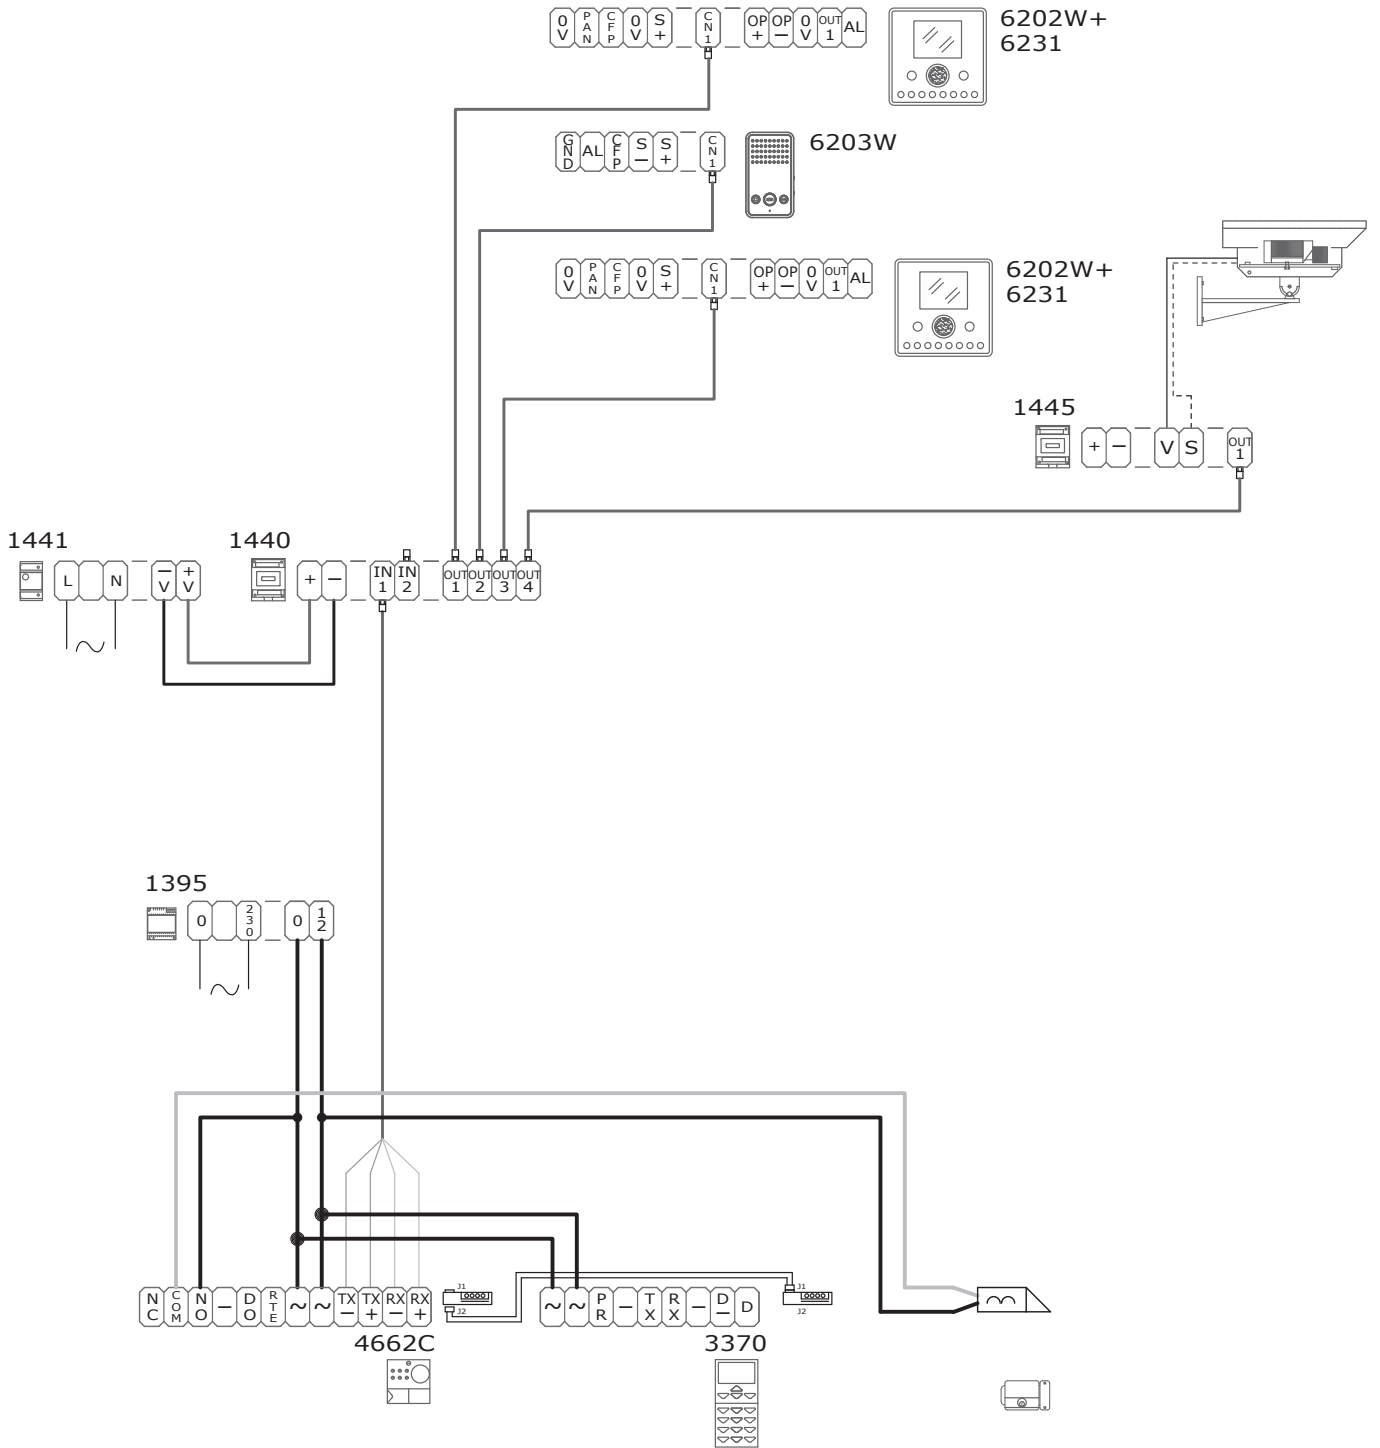 0V PAN CFP 0V S+ CN1 OP+ OP− 0V OUT1 AL
6202W+
6231
GND AL CFP S− S+ CN1
6203W
0V PAN CFP 0V S+ CN1 OP+ OP− 0V OUT1 AL
6202W+
6231
1445
+ − V S OUT1
1441
L N −V +V
1440
+ − IN1 IN2 OUT1 OUT2 OUT3 OUT4
1395
0 230 0 12
NC COM NO − DO RTE ~ ~ TX− TX+ RX− RX+
J1
J2
4662C
~ ~ PR − TX RX − D− D
J1
J2
3370